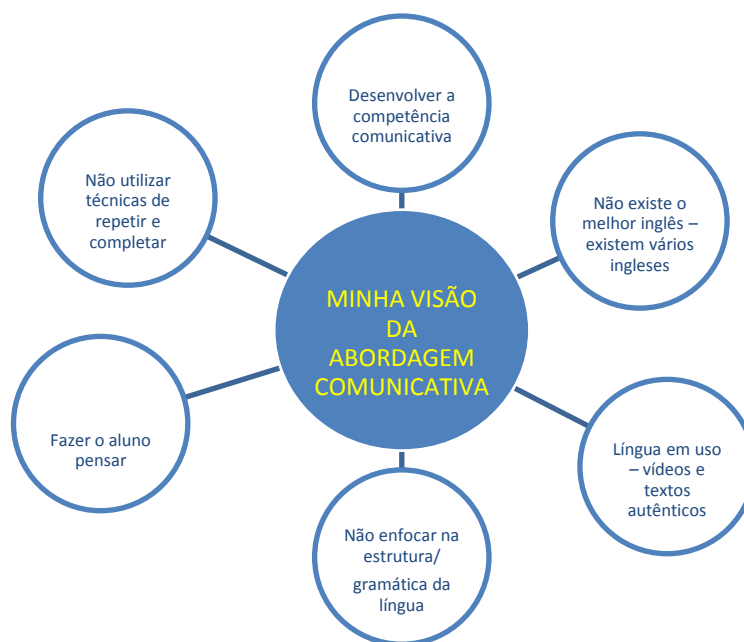 Desenvolver a
competência
comunicativa
Não utilizar
técnicas de
repetir e
completar
Não existe o
melhor inglês –
existem vários
ingleses
MINHA VISÃO
DA
ABORDAGEM
COMUNICATIVA
Fazer o aluno
pensar
Língua em uso
– vídeos e
textos
autênticos
Não enfocar na
estrutura/
gramática da
língua